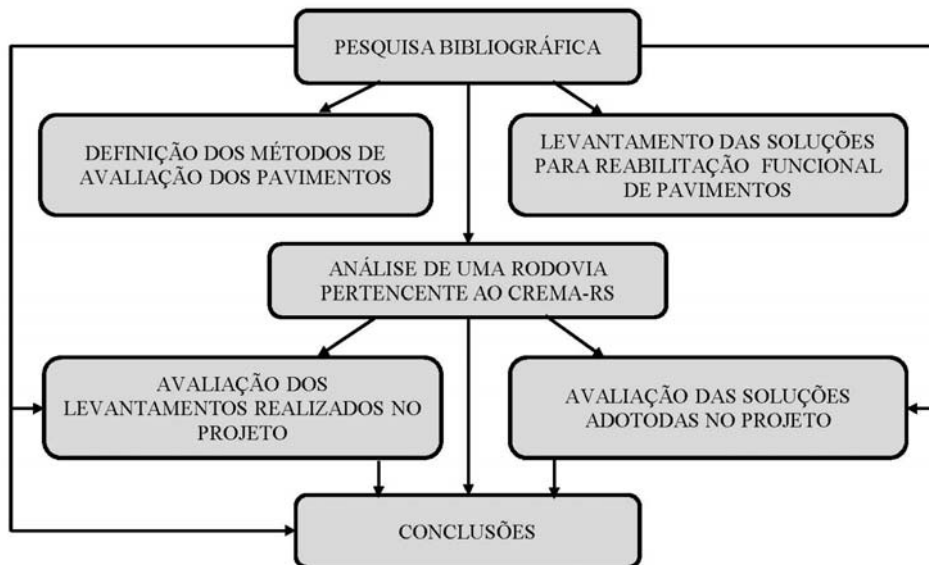 PESQUISA BIBLIOGRÁFICA
DEFINIÇÃO DOS MÉTODOS DE
AVALIAÇÃO DOS PAVIMENTOS
LEVANTAMENTO DAS SOLUÇÕES
PARA REABILITAÇÃO FUNCIONAL
DE PAVIMENTOS
ANÁLISE DE UMA RODOVIA
PERTENCENTE AO CREMA-RS
AVALIAÇÃO DOS
LEVANTAMENTOS REALIZADOS NO
PROJETO
AVALIAÇÃO DAS SOLUÇÕES
ADOTODAS NO PROJETO
CONCLUSÕES